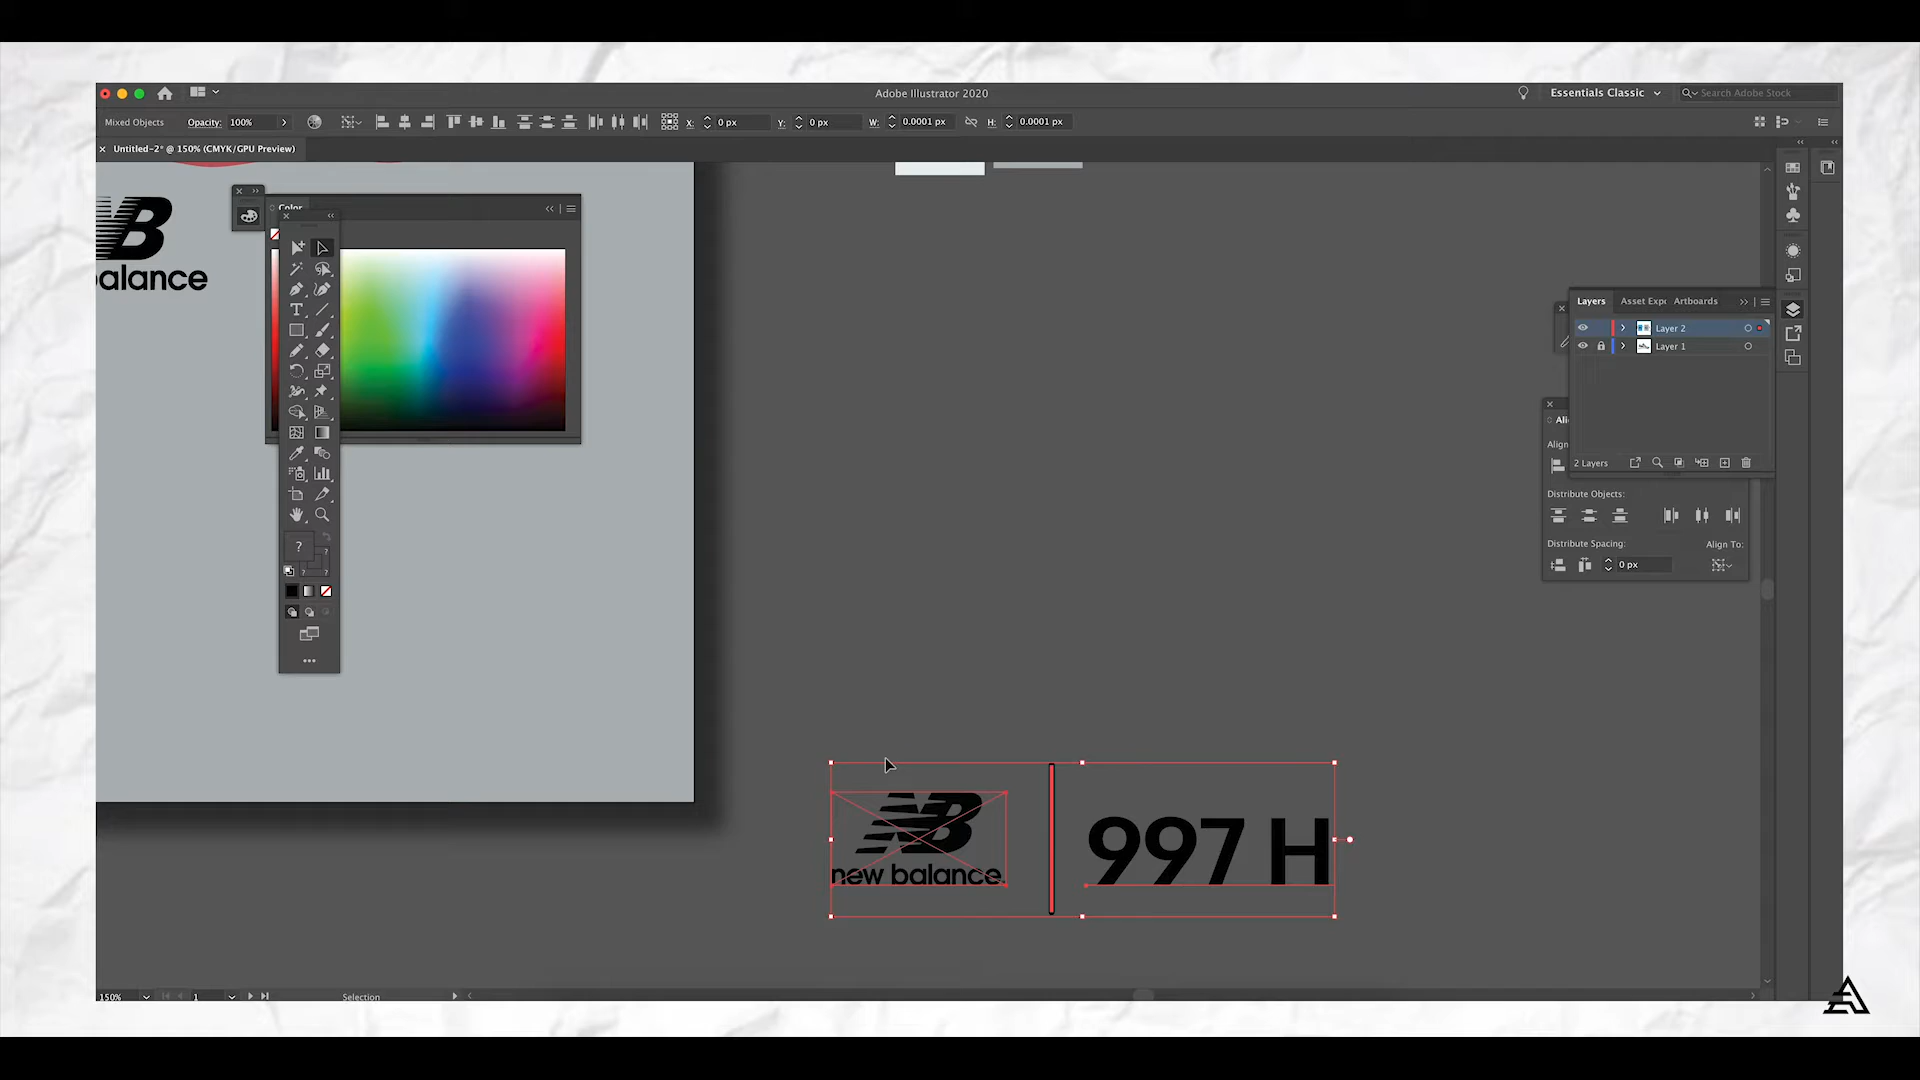 Adobe Illustrator 2020
Essentials Classic
Search Adobe Stock
Mixed Objects
Opacity: 100%
X: 0 px
Y: 0 px
W: 0.0001 px
H: 0.0001 px
Untitled-2* @ 150% (CMYK/GPU Preview)
balance
Color
Layers
Asset Expo
Artboards
Layer 2
Layer 1
2 Layers
Ali
Align
Distribute Objects:
Distribute Spacing:
Align To:
0 px
? ? ? ?
new balance.
997 H
150%
1
Selection